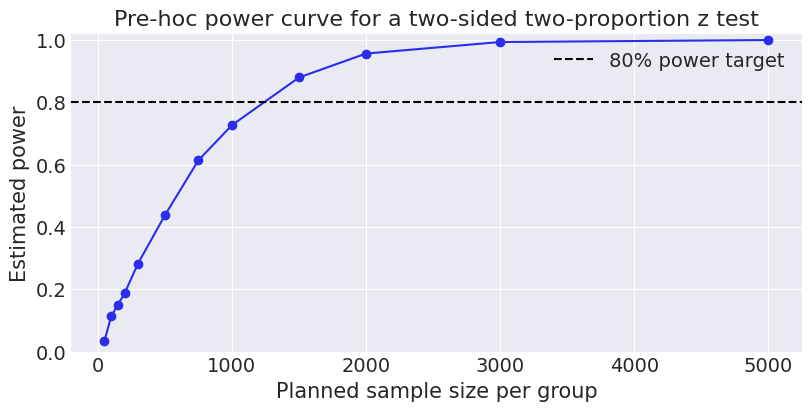 Pre-hoc power curve for a two-sided two-proportion z test
1.0
80% power target
0.8
0.6
0.4
0.2
0.0
Estimated power
0 1000 2000 3000 4000 5000
Planned sample size per group